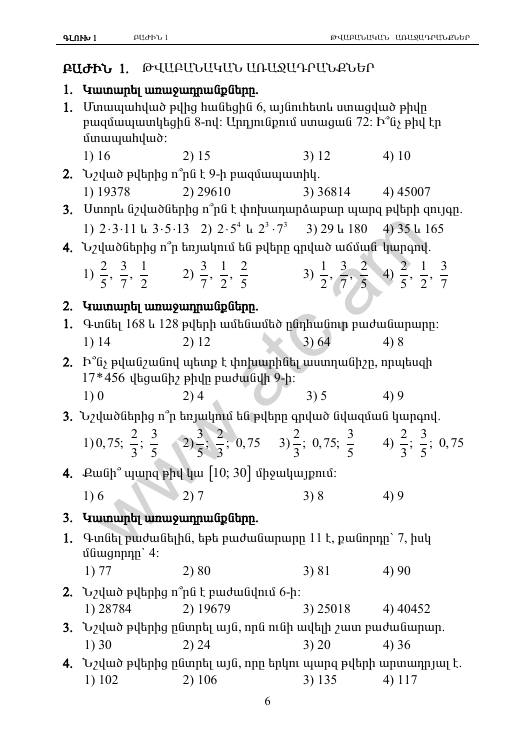 ԳԼՈՒԽ 1 ԲԱԺԻՆ 1 ԹՎԱԲԱՆԱԿԱՆ ԱՌԱՋԱԴՐԱՆՔՆԵՐ
ԲԱԺԻՆ 1. ԹՎԱԲԱՆԱԿԱՆ ԱՌԱՋԱԴՐԱՆՔՆԵՐ
1. Կատարել առաջադրանքները.
1. Մտապահված թվից հանեցին 6, այնուհետև ստացված թիվը
բազմապատկեցին 8-ով: Արդյունքում ստացան 72: Ի՞նչ թիվ էր
մտապահված:
1) 16 2) 15 3) 12 4) 10
2. Նշված թվերից ո՞րն է 9-ի բազմապատիկ.
1) 19378 2) 29610 3) 36814 4) 45007
3. Ստորև նշվածներից ո՞րն է փոխադարձաբար պարզ թվերի զույգ.
1) 2·3·11 և 3·5·13 2) 2·5⁴ և 2³·7³ 3) 29 և 180 4) 35 և 165
4. Նշվածներից ո՞ր եռյակում են թվերը գրված աճման կարգով.
1) 2/5, 3/7, 1/2 2) 3/7, 1/2, 2/5 3) 1/2, 3/7, 2/5 4) 2/5, 1/2, 3/7
2. Կատարել առաջադրանքները.
1. Գտնել 168 և 128 թվերի ամենամեծ ընդհանուր բաժանարարը:
1) 14 2) 12 3) 64 4) 8
2. Ի՞նչ թվանշանով պետք է փոխարինել աստղանիշը, որպեսզի
17*456 վեցանիշ թիվը բաժանվի 9-ի:
1) 0 2) 4 3) 5 4) 9
3. Նշվածներից ո՞ր եռյակում են թվերը գրված նվազման կարգով.
1) 0,75; 2/3; 3/5 2) 3/5; 2/3; 0,75 3) 2/3; 0,75; 3/5 4) 2/3; 3/5; 0,75
4. Քանի՞ պարզ թիվ կա [10; 30] միջակայքում:
1) 6 2) 7 3) 8 4) 9
3. Կատարել առաջադրանքները.
1. Գտնել բաժանելին, եթե բաժանարարը 11 է, քանորդը՝ 7, իսկ
մնացորդը՝ 4:
1) 77 2) 80 3) 81 4) 90
2. Նշված թվերից ո՞րն է բաժանվում 6-ի:
1) 28784 2) 19679 3) 25018 4) 40452
3. Նշված թվերից ընտրել այն, որն ունի ավելի շատ բաժանարար.
1) 30 2) 24 3) 20 4) 36
4. Նշված թվերից ընտրել այն, որը երկու պարզ թվերի արտադրյալ է.
1) 102 2) 106 3) 135 4) 117
6
www.atc.am